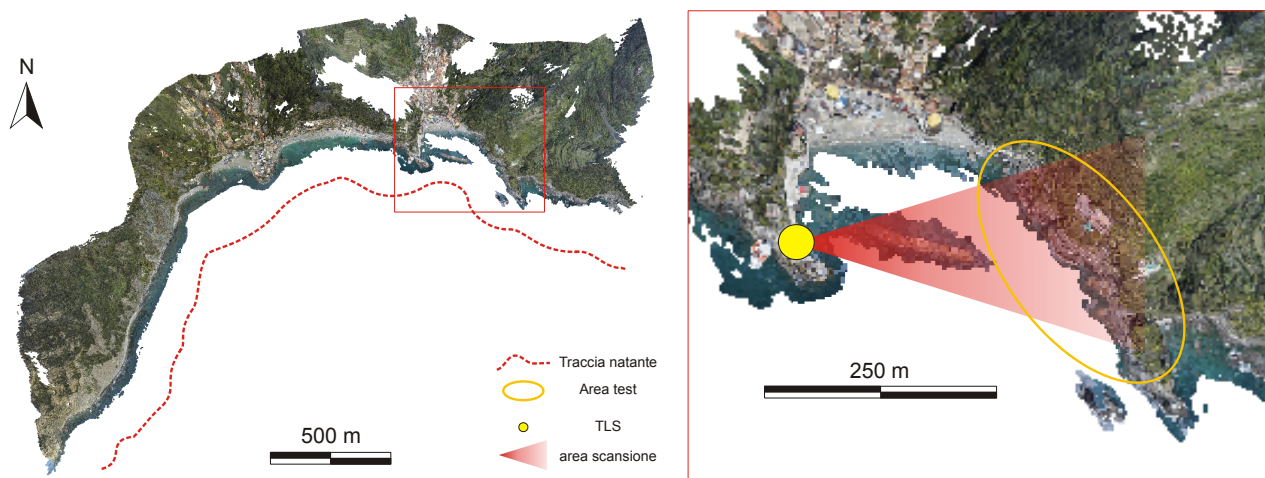 N
Traccia natante
Area test
TLS
area scansione
500 m
250 m